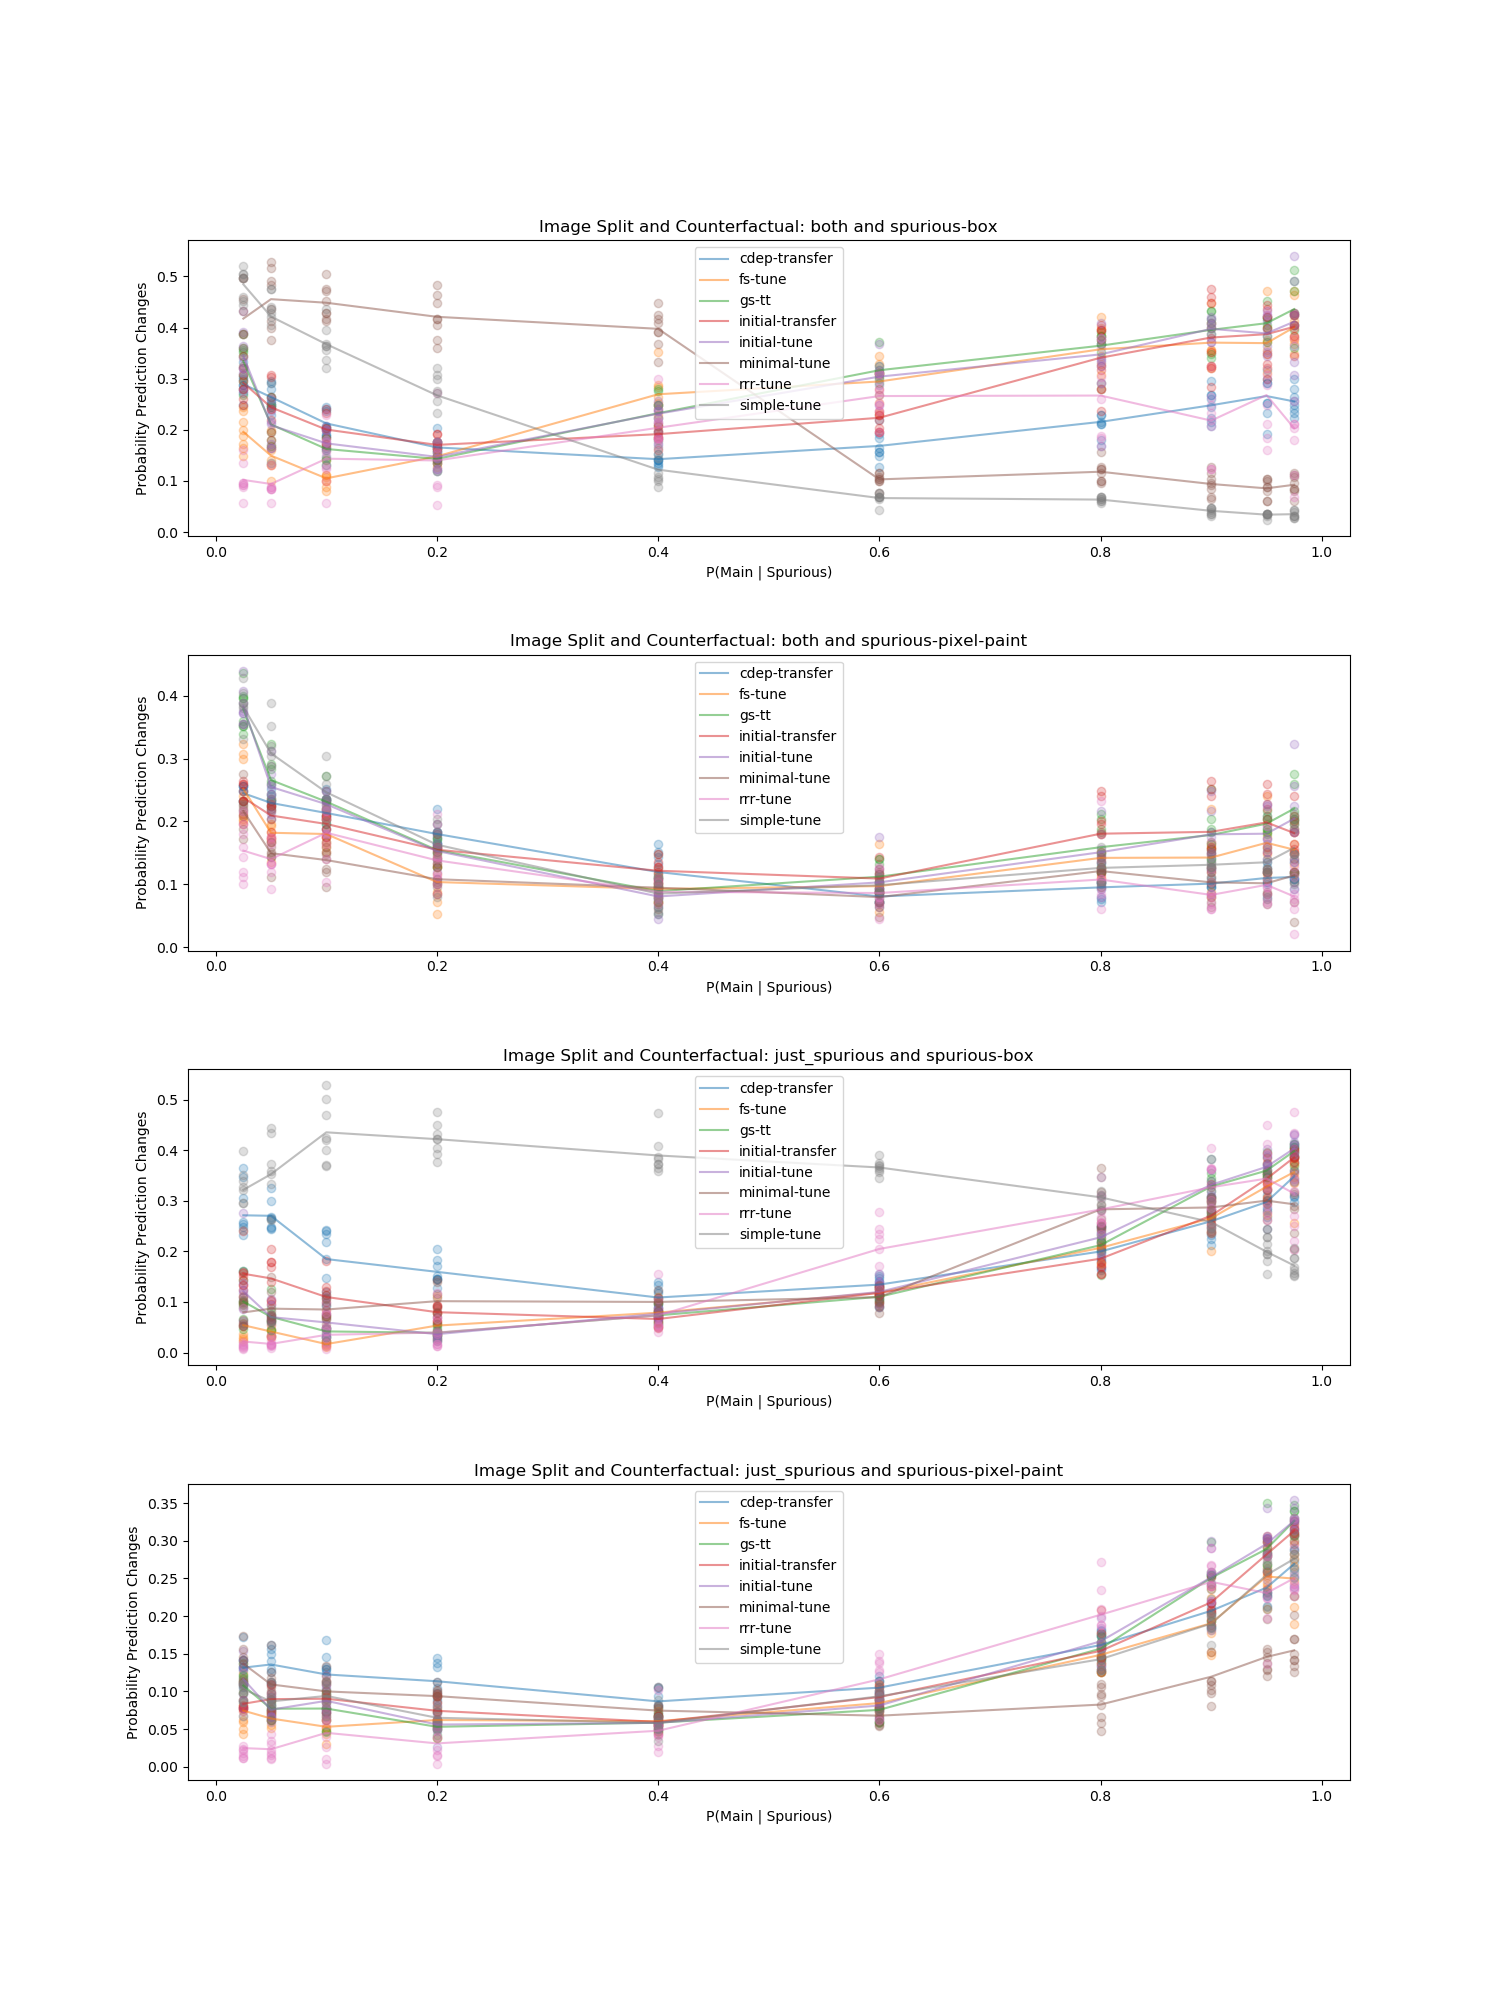 Image Split and Counterfactual: both and spurious-box
Probability Prediction Changes
0.5
0.4
0.3
0.2
0.1
0.0
cdep-transfer
fs-tune
gs-tt
initial-transfer
initial-tune
minimal-tune
rrr-tune
simple-tune
0.0 0.2 0.4 0.6 0.8 1.0
P(Main | Spurious)
Image Split and Counterfactual: both and spurious-pixel-paint
Probability Prediction Changes
0.4
0.3
0.2
0.1
0.0
cdep-transfer
fs-tune
gs-tt
initial-transfer
initial-tune
minimal-tune
rrr-tune
simple-tune
0.0 0.2 0.4 0.6 0.8 1.0
P(Main | Spurious)
Image Split and Counterfactual: just_spurious and spurious-box
Probability Prediction Changes
0.5
0.4
0.3
0.2
0.1
0.0
cdep-transfer
fs-tune
gs-tt
initial-transfer
initial-tune
minimal-tune
rrr-tune
simple-tune
0.0 0.2 0.4 0.6 0.8 1.0
P(Main | Spurious)
Image Split and Counterfactual: just_spurious and spurious-pixel-paint
Probability Prediction Changes
0.35
0.30
0.25
0.20
0.15
0.10
0.05
0.00
cdep-transfer
fs-tune
gs-tt
initial-transfer
initial-tune
minimal-tune
rrr-tune
simple-tune
0.0 0.2 0.4 0.6 0.8 1.0
P(Main | Spurious)